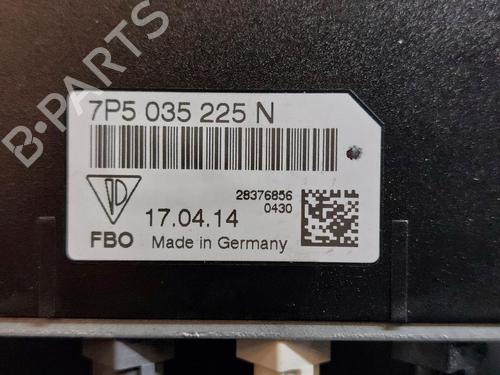 B-PARTS
7P5 035 225 N
28376856
0430
17.04.14
FBO Made in Germany